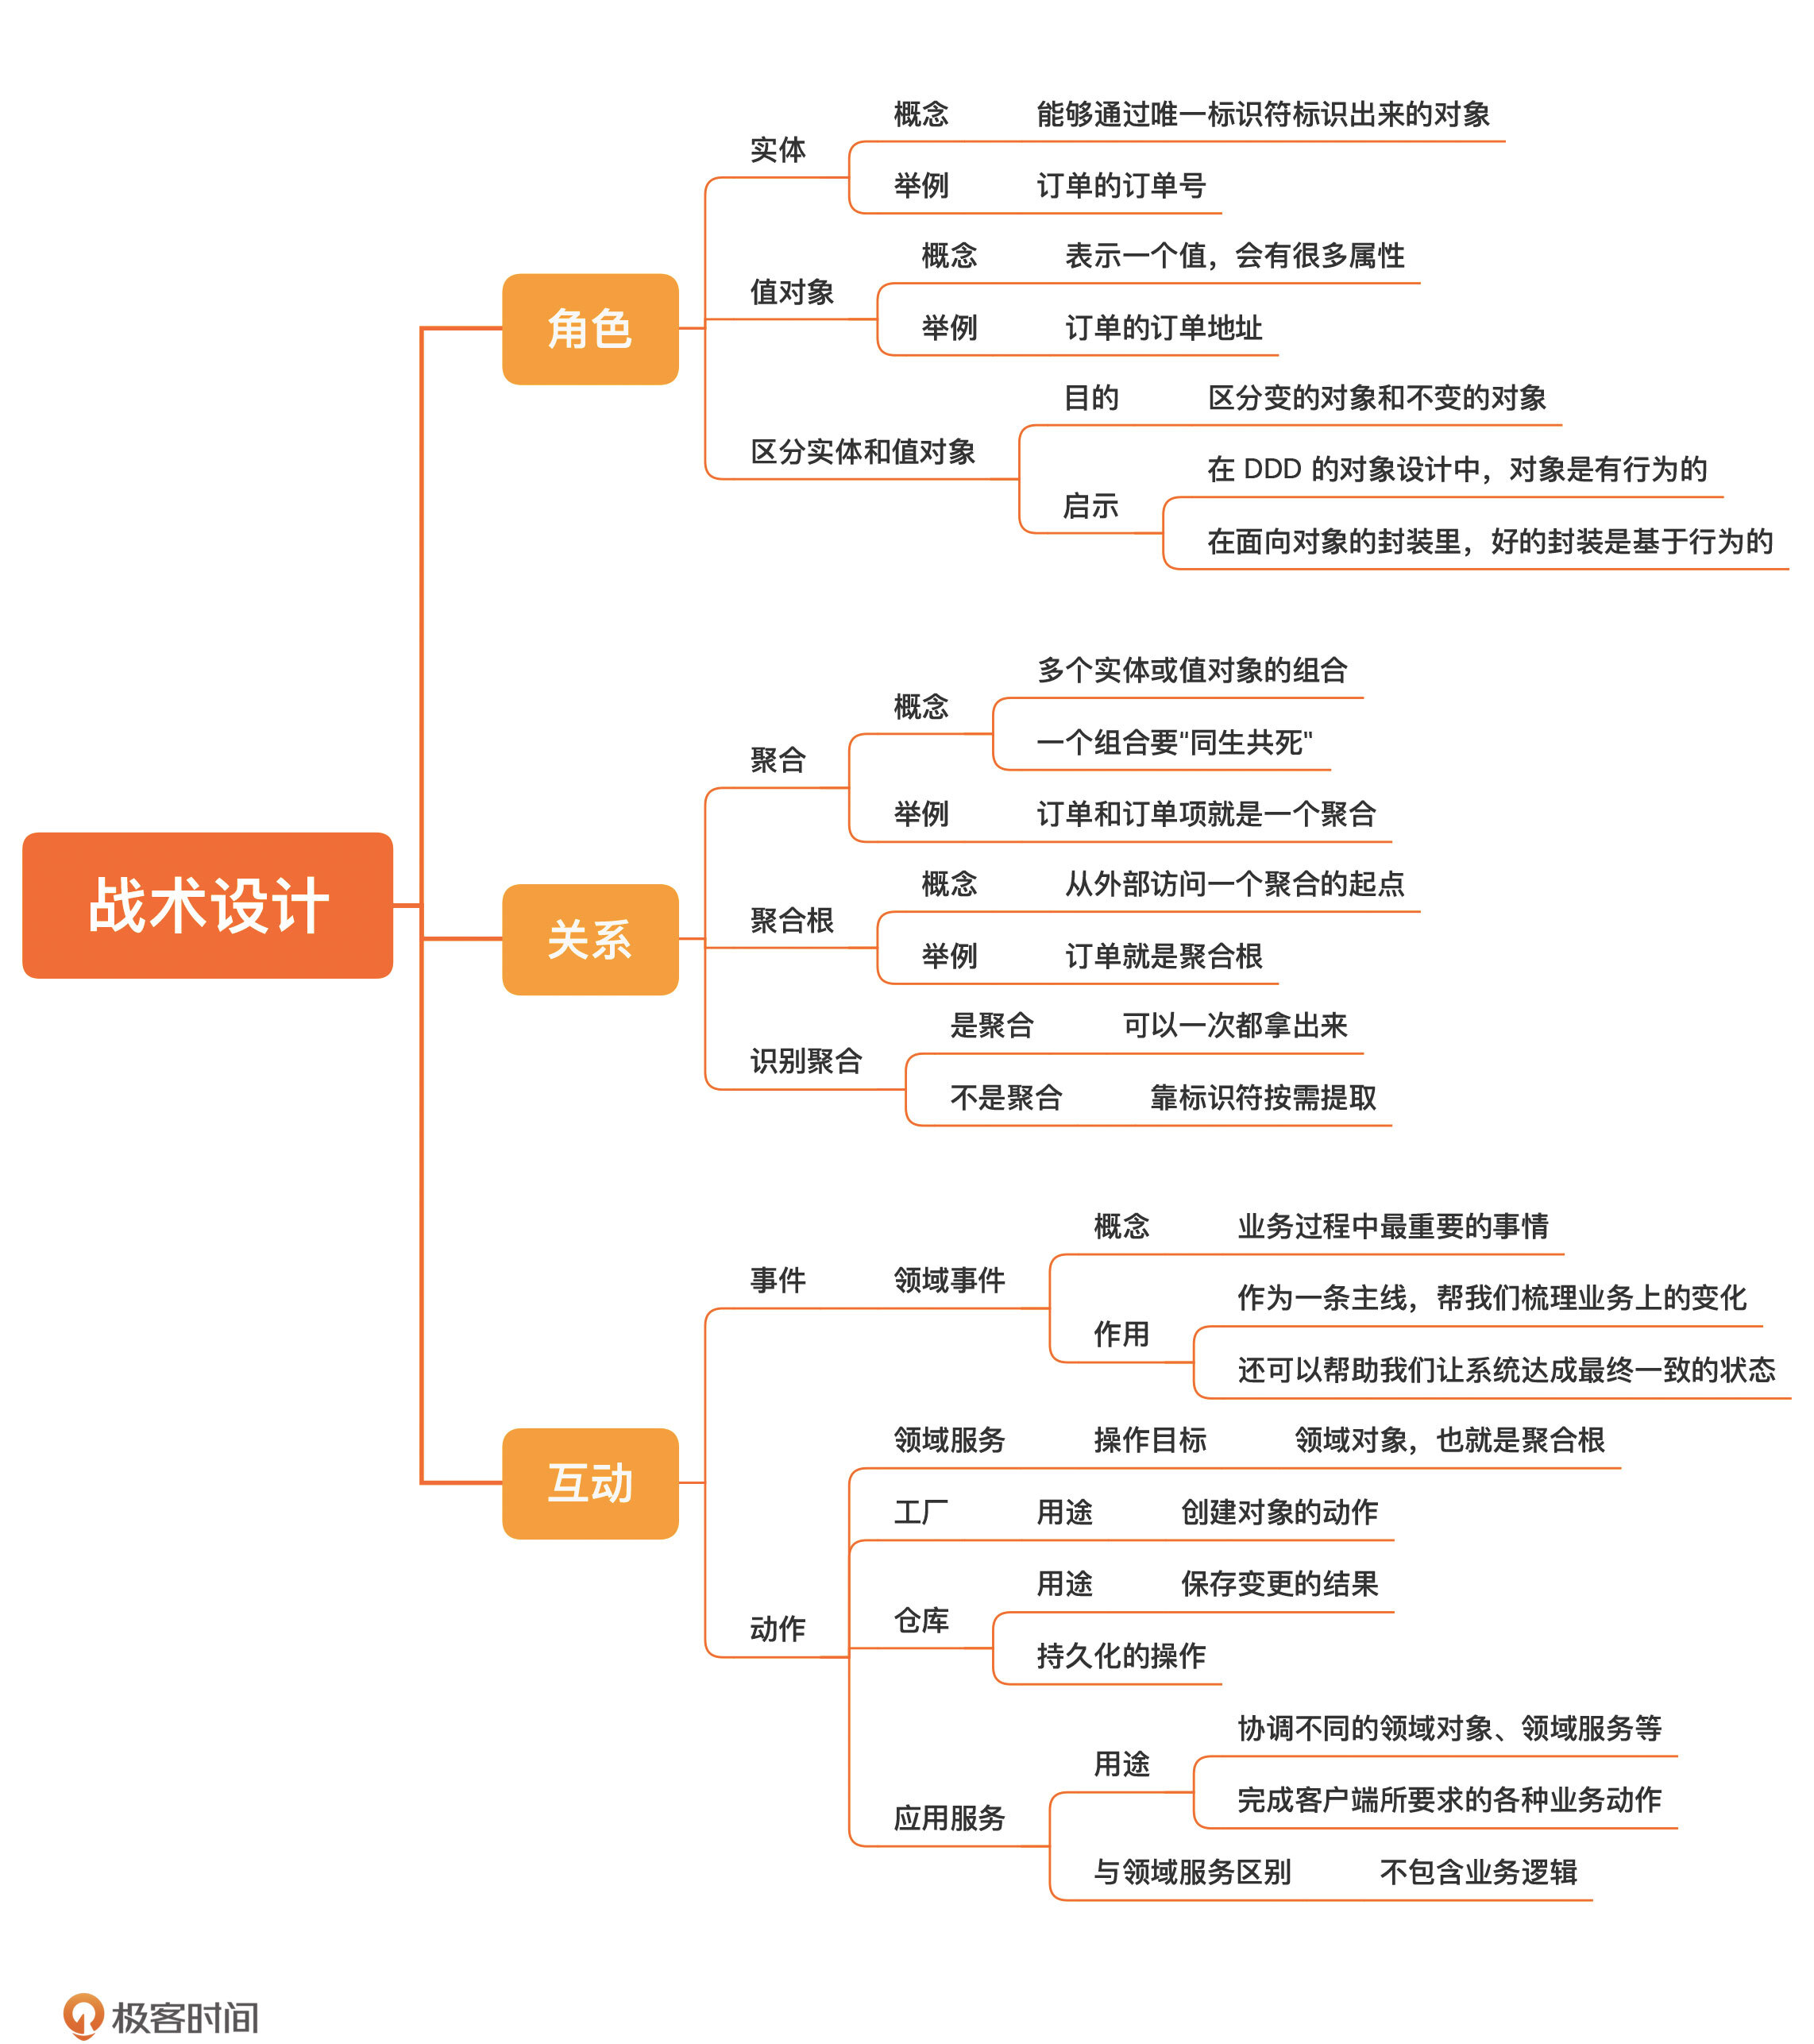 战术设计
角色
实体
概念
能够通过唯一标识符标识出来的对象
举例
订单的订单号
值对象
概念
表示一个值，会有很多属性
举例
订单的订单地址
区分实体和值对象
目的
区分变的对象和不变的对象
启示
在 DDD 的对象设计中，对象是有行为的
在面向对象的封装里，好的封装是基于行为的
关系
聚合
概念
多个实体或值对象的组合
一个组合要“同生共死"
举例
订单和订单项就是一个聚合
聚合根
概念
从外部访问一个聚合的起点
举例
订单就是聚合根
识别聚合
是聚合
可以一次都拿出来
不是聚合
靠标识符按需提取
互动
事件
领域事件
概念
业务过程中最重要的事情
作用
作为一条主线，帮我们梳理业务上的变化
还可以帮助我们让系统达成最终一致的状态
动作
领域服务
操作目标
领域对象，也就是聚合根
工厂
用途
创建对象的动作
仓库
用途
保存变更的结果
持久化的操作
应用服务
用途
协调不同的领域对象、领域服务等
完成客户端所要求的各种业务动作
与领域服务区别
不包含业务逻辑
极客时间